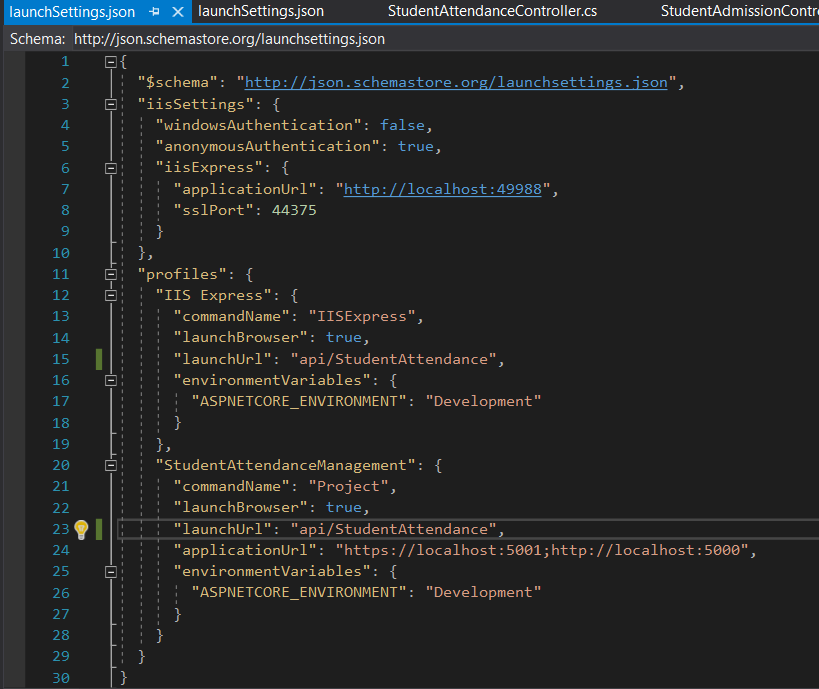 launchSettings.json launchSettings.json StudentAttendanceController.cs StudentAdmissionContr
Schema: http://json.schemastore.org/launchsettings.json
1 {
2 "$schema": "http://json.schemastore.org/launchsettings.json",
3 "iisSettings": {
4 "windowsAuthentication": false,
5 "anonymousAuthentication": true,
6 "iisExpress": {
7 "applicationUrl": "http://localhost:49988",
8 "sslPort": 44375
9 }
10 },
11 "profiles": {
12 "IIS Express": {
13 "commandName": "IISExpress",
14 "launchBrowser": true,
15 "launchUrl": "api/StudentAttendance",
16 "environmentVariables": {
17 "ASPNETCORE_ENVIRONMENT": "Development"
18 }
19 },
20 "StudentAttendanceManagement": {
21 "commandName": "Project",
22 "launchBrowser": true,
23 "launchUrl": "api/StudentAttendance",
24 "applicationUrl": "https://localhost:5001;http://localhost:5000",
25 "environmentVariables": {
26 "ASPNETCORE_ENVIRONMENT": "Development"
27 }
28 }
29 }
30 }